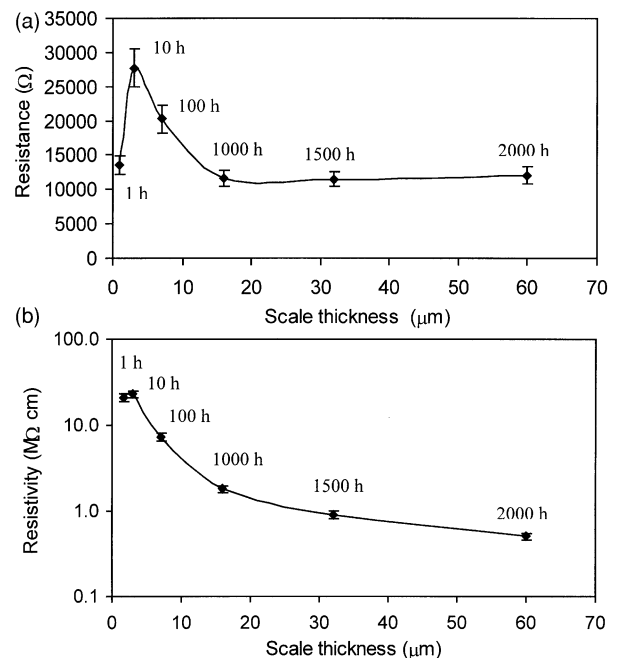 (a)
Resistance (Ω)
35000
30000
25000
20000
15000
10000
5000
0
10 h
100 h
1000 h
1500 h
2000 h
1 h
0 10 20 30 40 50 60 70
Scale thickness (μm)
(b)
Resistivity (MΩ cm)
100.0
10.0
1.0
0.1
1 h
10 h
100 h
1000 h
1500 h
2000 h
0 10 20 30 40 50 60 70
Scale thickness (μm)